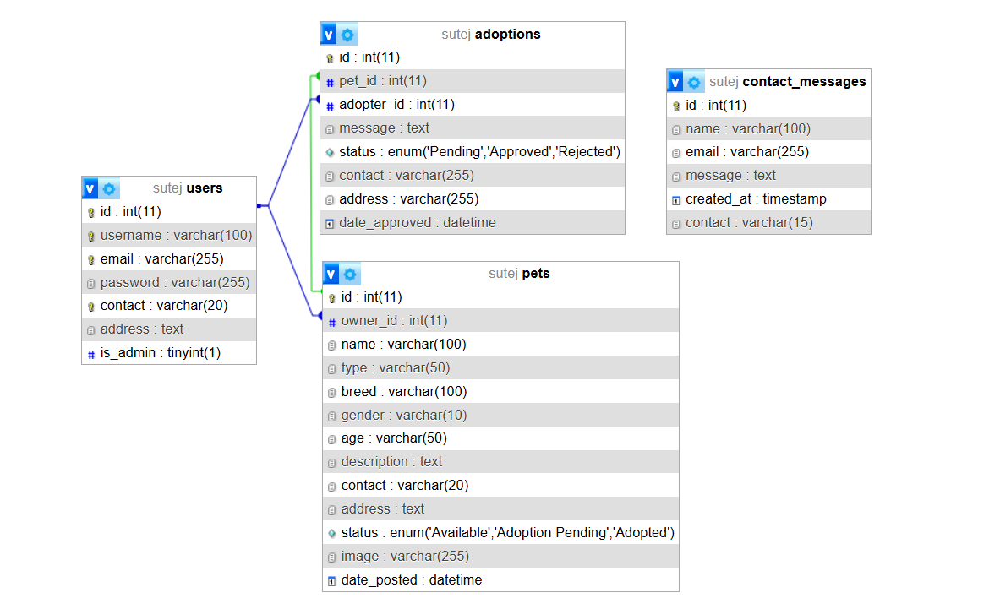 v sutej adoptions
id : int(11)
pet_id : int(11)
adopter_id : int(11)
message : text
status : enum('Pending','Approved','Rejected')
contact : varchar(255)
address : varchar(255)
date_approved : datetime
v sutej contact_messages
id : int(11)
name : varchar(100)
email : varchar(255)
message : text
created_at : timestamp
contact : varchar(15)
v sutej users
id : int(11)
username : varchar(100)
email : varchar(255)
password : varchar(255)
contact : varchar(20)
address : text
is_admin : tinyint(1)
v sutej pets
id : int(11)
owner_id : int(11)
name : varchar(100)
type : varchar(50)
breed : varchar(100)
gender : varchar(10)
age : varchar(50)
description : text
contact : varchar(20)
address : text
status : enum('Available','Adoption Pending','Adopted')
image : varchar(255)
date_posted : datetime